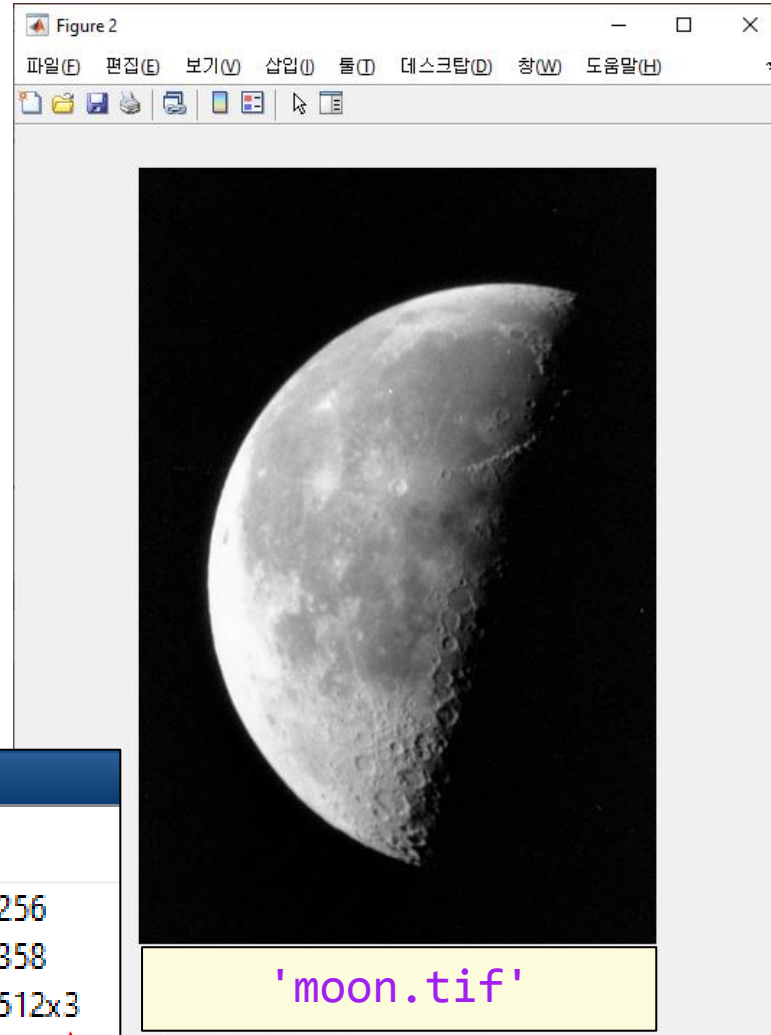 Figure 2
파일(F) 편집(E) 보기(V) 삽입(I) 툴(T) 데스크탑(D) 창(W) 도움말(H)
256
358
512x3
'moon.tif'